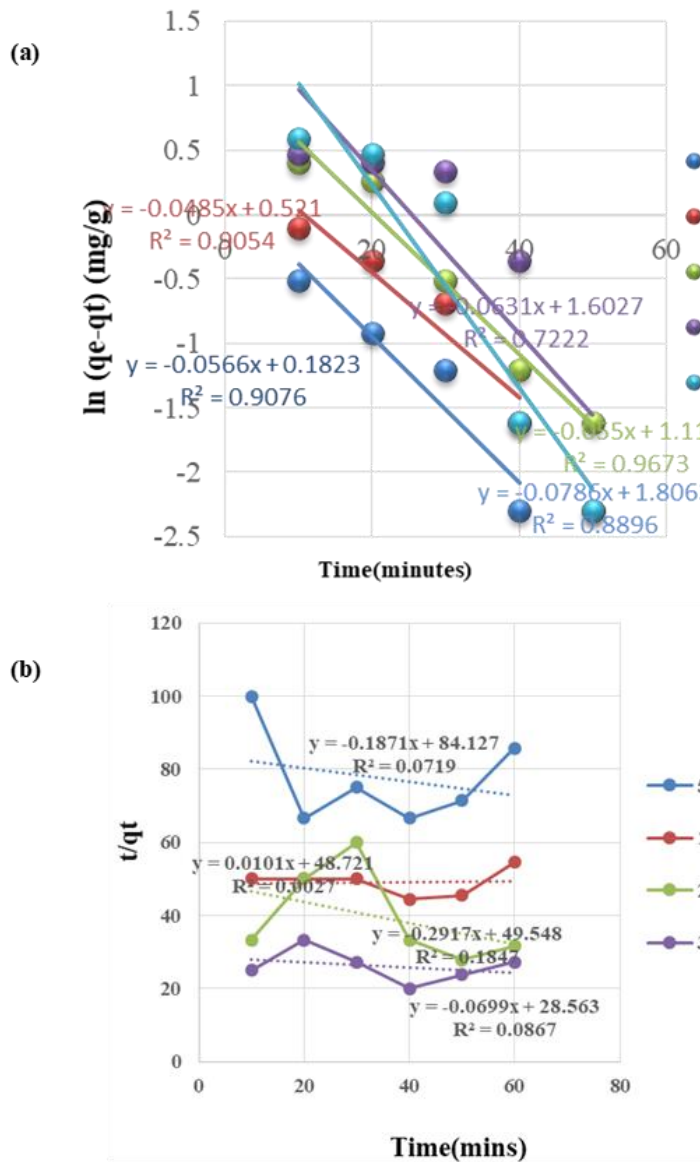 (a)
1.5
1
0.5
0
-0.5
-1
-1.5
-2
-2.5
20
40
60
ln (qe-qt) (mg/g)
y = -0.0485x + 0.521
y = -0.0566x + 0.1823
R² = 0.9076
-0.0631x + 1.6027
R² = 0.7222
R² = 0.9673
y = -0.0786x + 1.806
R² = 0.8896
Time(minutes)
(b)
120
100
80
60
40
20
0
t/qt
y = -0.1871x + 84.127
R² = 0.0719
y = 0.0101x + 48.721
R² = 0.0027
y = -0.2917x + 49.548
R² = 0.1847
y = -0.0699x + 28.563
R² = 0.0867
0
20
40
60
80
Time(mins)